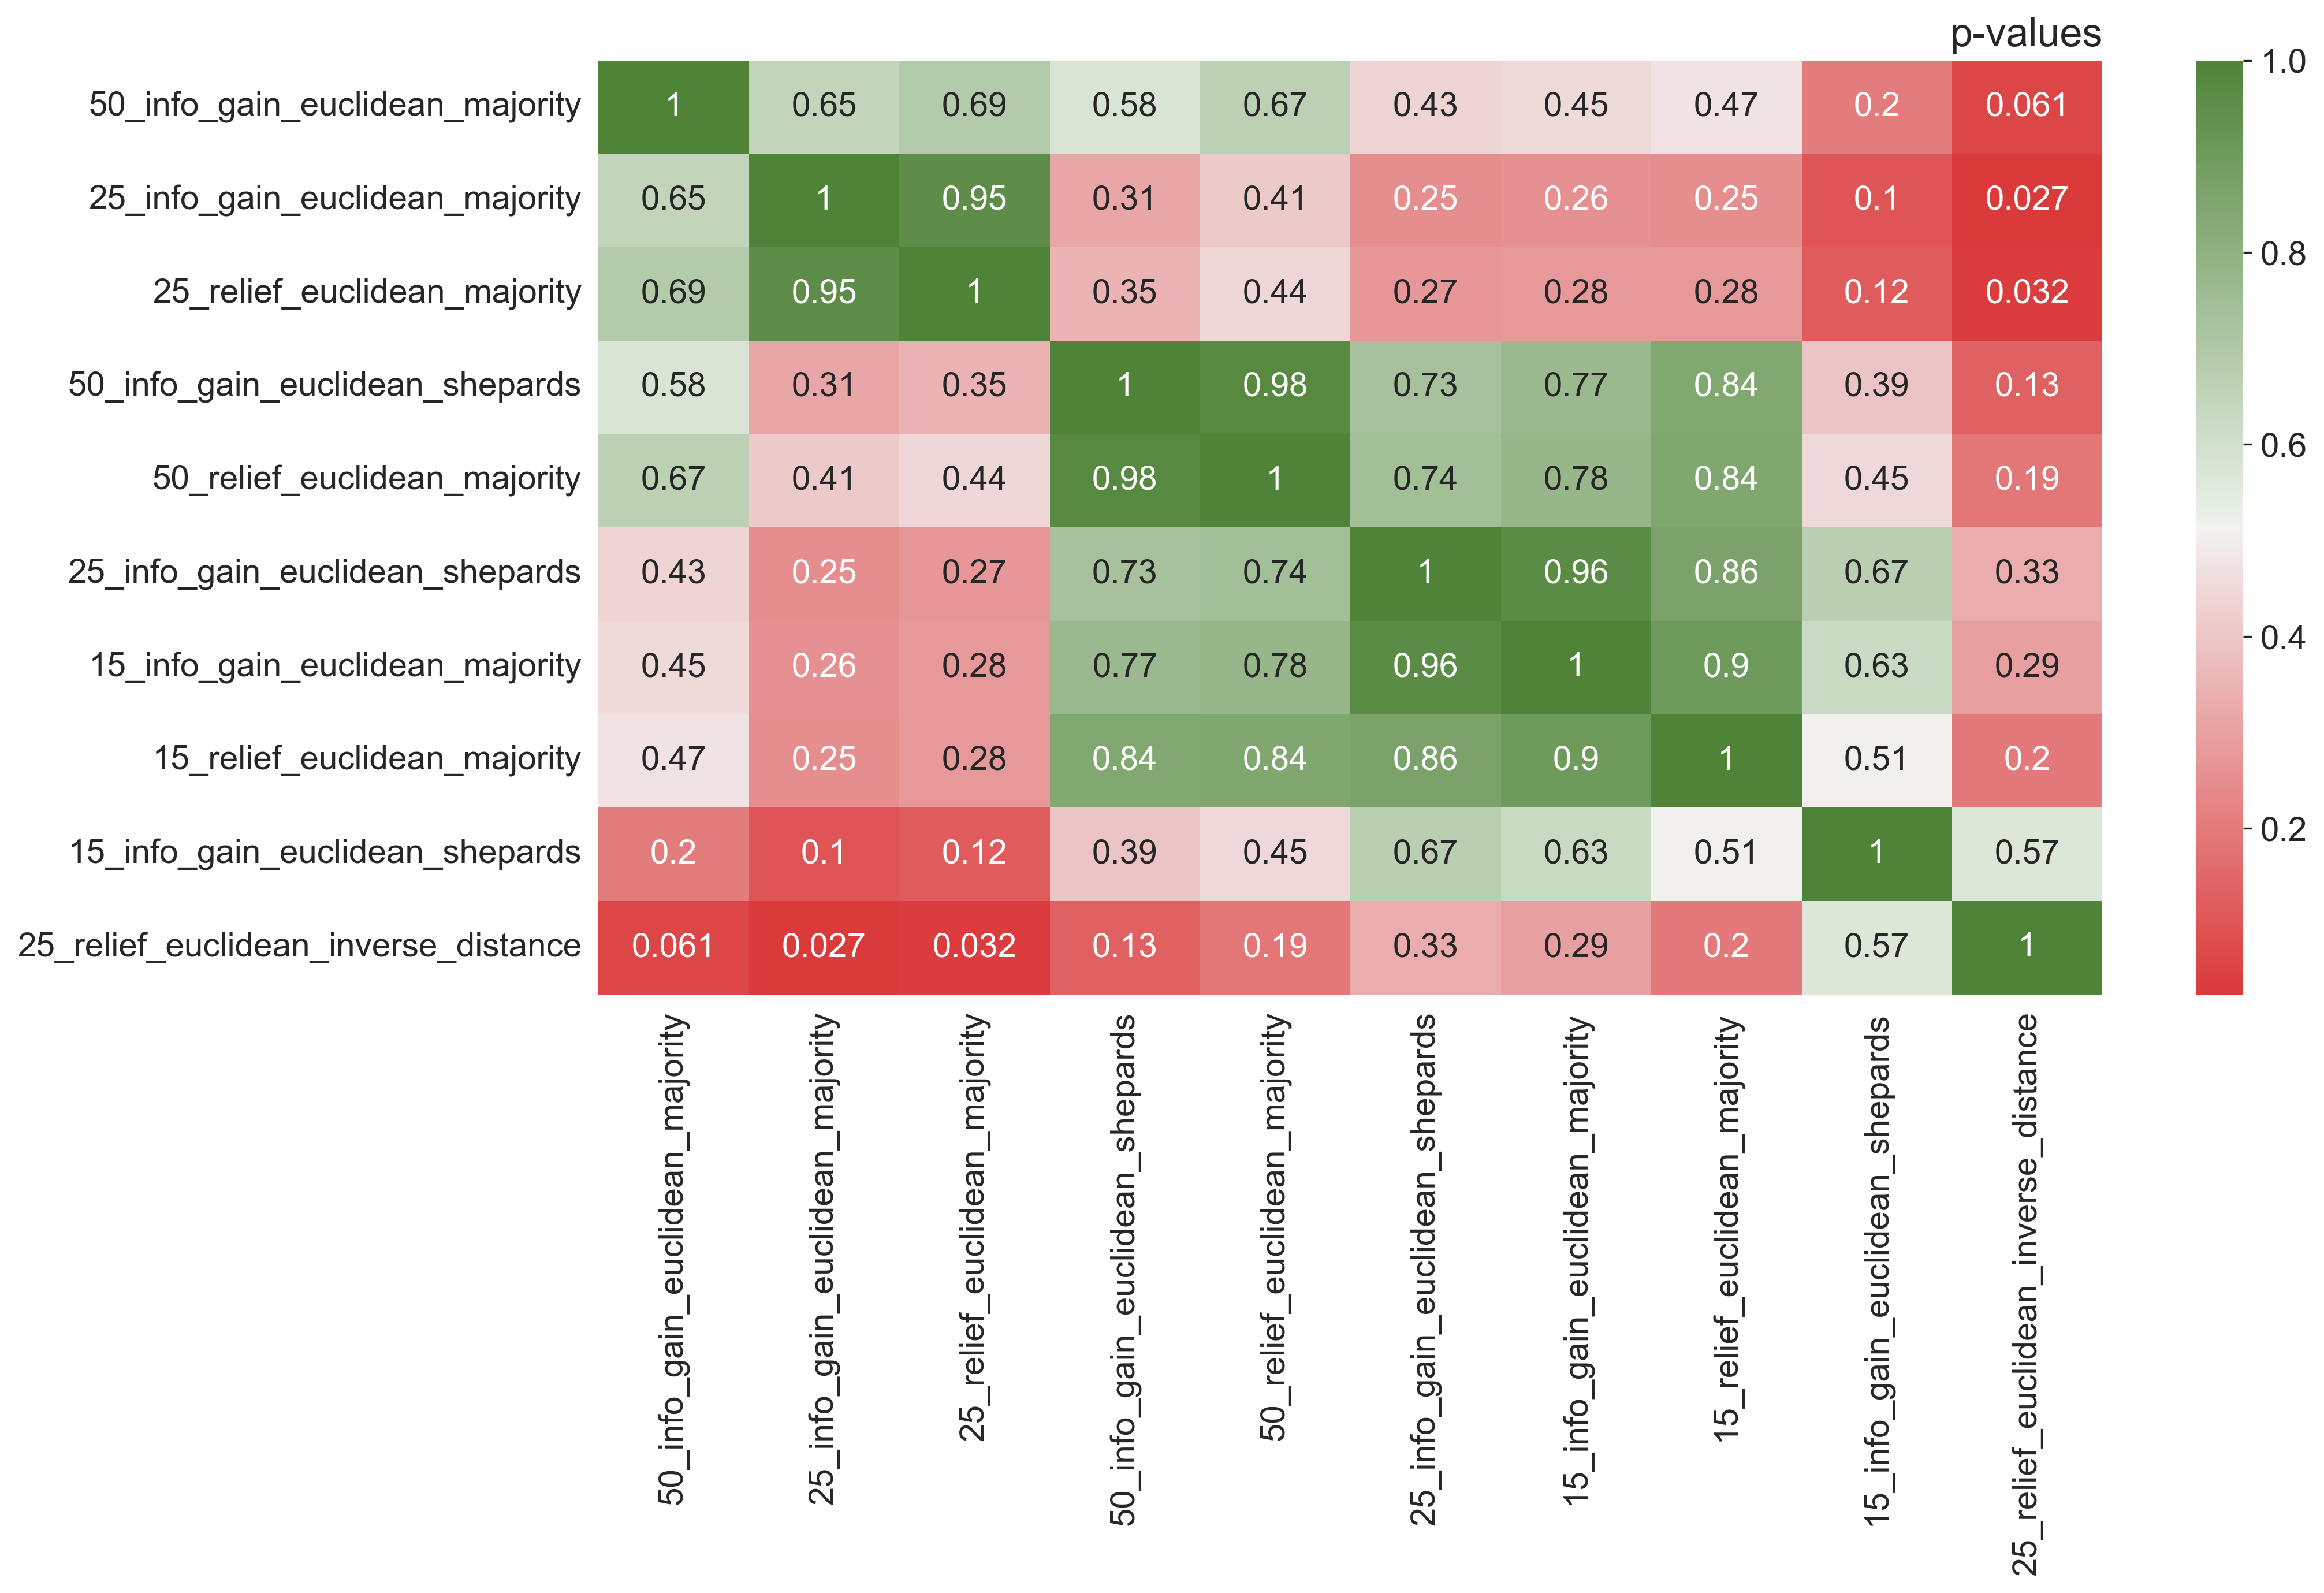 p-values
50_info_gain_euclidean_majority 1 0.65 0.69 0.58 0.67 0.43 0.45 0.47 0.2 0.061
25_info_gain_euclidean_majority 0.65 1 0.95 0.31 0.41 0.25 0.26 0.25 0.1 0.027
25_relief_euclidean_majority 0.69 0.95 1 0.35 0.44 0.27 0.28 0.28 0.12 0.032
50_info_gain_euclidean_shepards 0.58 0.31 0.35 1 0.98 0.73 0.77 0.84 0.39 0.13
50_relief_euclidean_majority 0.67 0.41 0.44 0.98 1 0.74 0.78 0.84 0.45 0.19
25_info_gain_euclidean_shepards 0.43 0.25 0.27 0.73 0.74 1 0.96 0.86 0.67 0.33
15_info_gain_euclidean_majority 0.45 0.26 0.28 0.77 0.78 0.96 1 0.9 0.63 0.29
15_relief_euclidean_majority 0.47 0.25 0.28 0.84 0.84 0.86 0.9 1 0.51 0.2
15_info_gain_euclidean_shepards 0.2 0.1 0.12 0.39 0.45 0.67 0.63 0.51 1 0.57
25_relief_euclidean_inverse_distance 0.061 0.027 0.032 0.13 0.19 0.33 0.29 0.2 0.57 1
50_info_gain_euclidean_majority
25_info_gain_euclidean_majority
25_relief_euclidean_majority
50_info_gain_euclidean_shepards
50_relief_euclidean_majority
25_info_gain_euclidean_shepards
15_info_gain_euclidean_majority
15_relief_euclidean_majority
15_info_gain_euclidean_shepards
25_relief_euclidean_inverse_distance
1.0
0.8
0.6
0.4
0.2